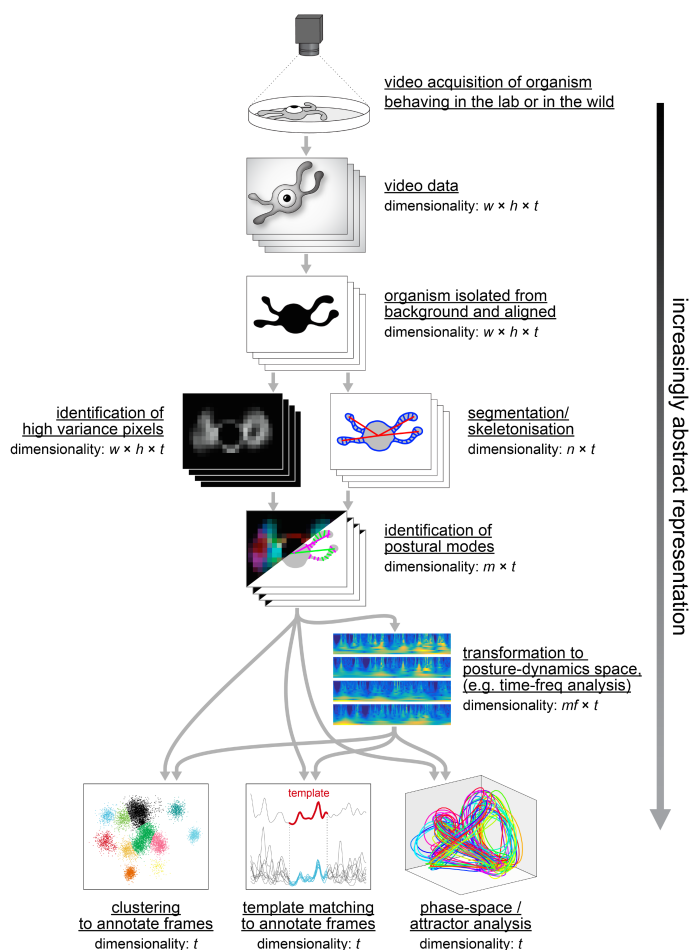 video acquisition of organism
behaving in the lab or in the wild
video data
dimensionality: w × h × t
organism isolated from
background and aligned
dimensionality: w × h × t
identification of
high variance pixels
dimensionality: w × h × t
segmentation/
skeletonisation
dimensionality: n × t
identification of
postural modes
dimensionality: m × t
transformation to
posture-dynamics space,
(e.g. time-freq analysis)
dimensionality: mf × t
increasingly abstract representation
template
clustering
to annotate frames
dimensionality: t
template matching
to annotate frames
dimensionality: t
phase-space /
attractor analysis
dimensionality: t